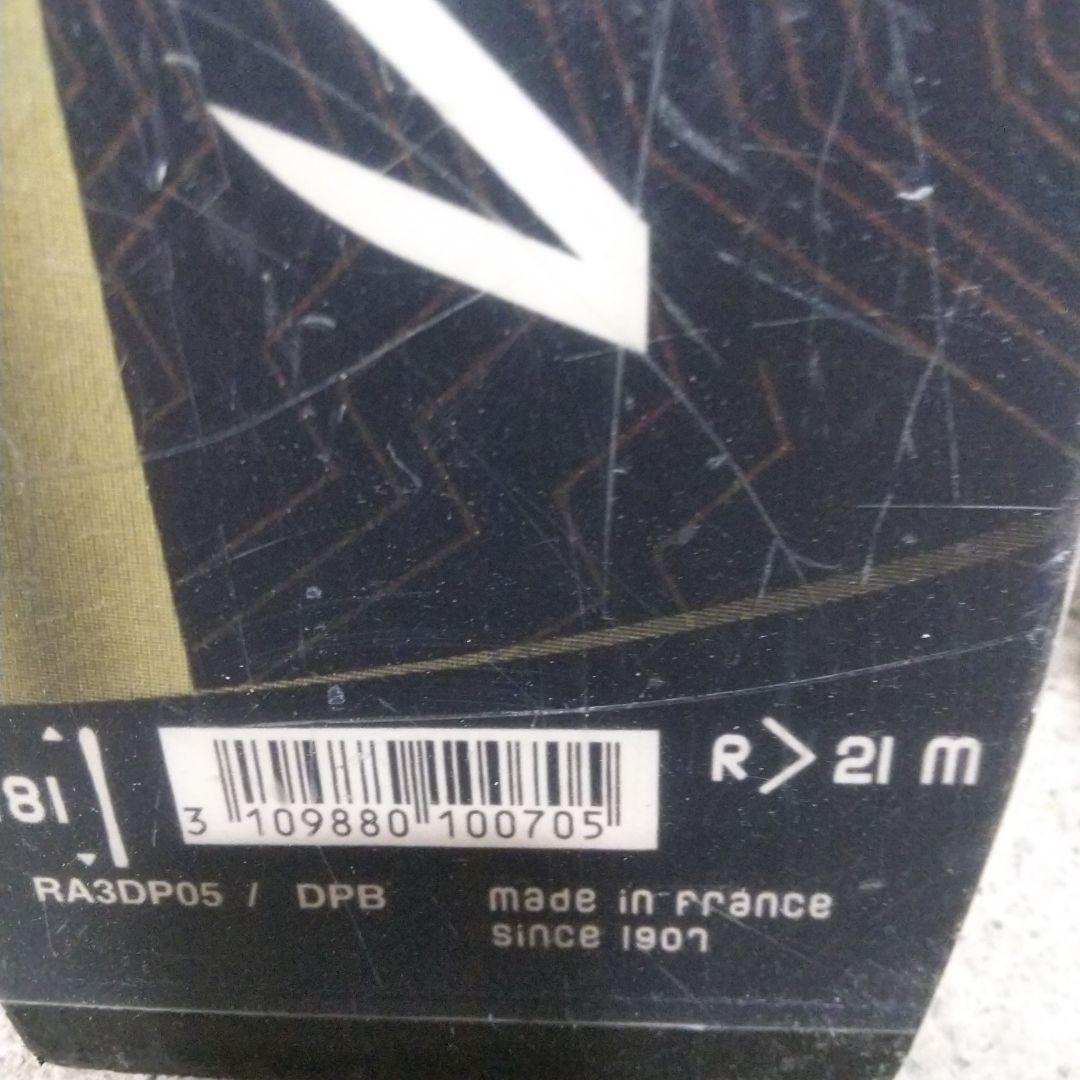 181
3 109880 100705
R > 21 m
RA3DP05 / DPB
made in France
since 1907